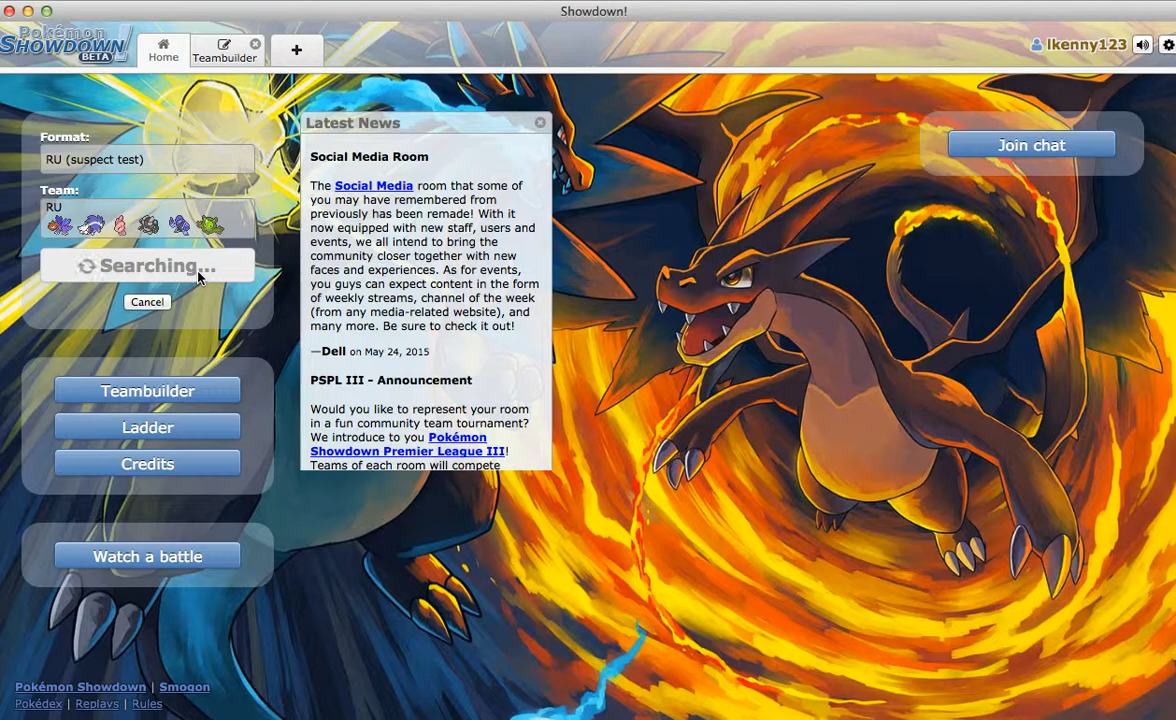 Showdown!
Pokémon
SHOWDOWN!
BETA
Home
Teambuilder
+
lkenny123
Format:
RU (suspect test)
Team:
RU
Searching...
Cancel
Teambuilder
Ladder
Credits
Watch a battle
Latest News
Social Media Room
The Social Media room that some of
you may have remembered from
previously has been remade! With it
now equipped with new staff, users and
events, we all intend to bring the
community closer together with new
faces and experiences. As for events,
you guys can expect content in the form
of weekly streams, channel of the week
(from any media-related website), and
many more. Be sure to check it out!
—Dell on May 24, 2015
PSPL III - Announcement
Would you like to represent your room
in a fun community team tournament?
We introduce to you Pokémon
Showdown Premier League III!
Teams of each room will compete
Join chat
Pokémon Showdown | Smogon
Pokédex | Replays | Rules